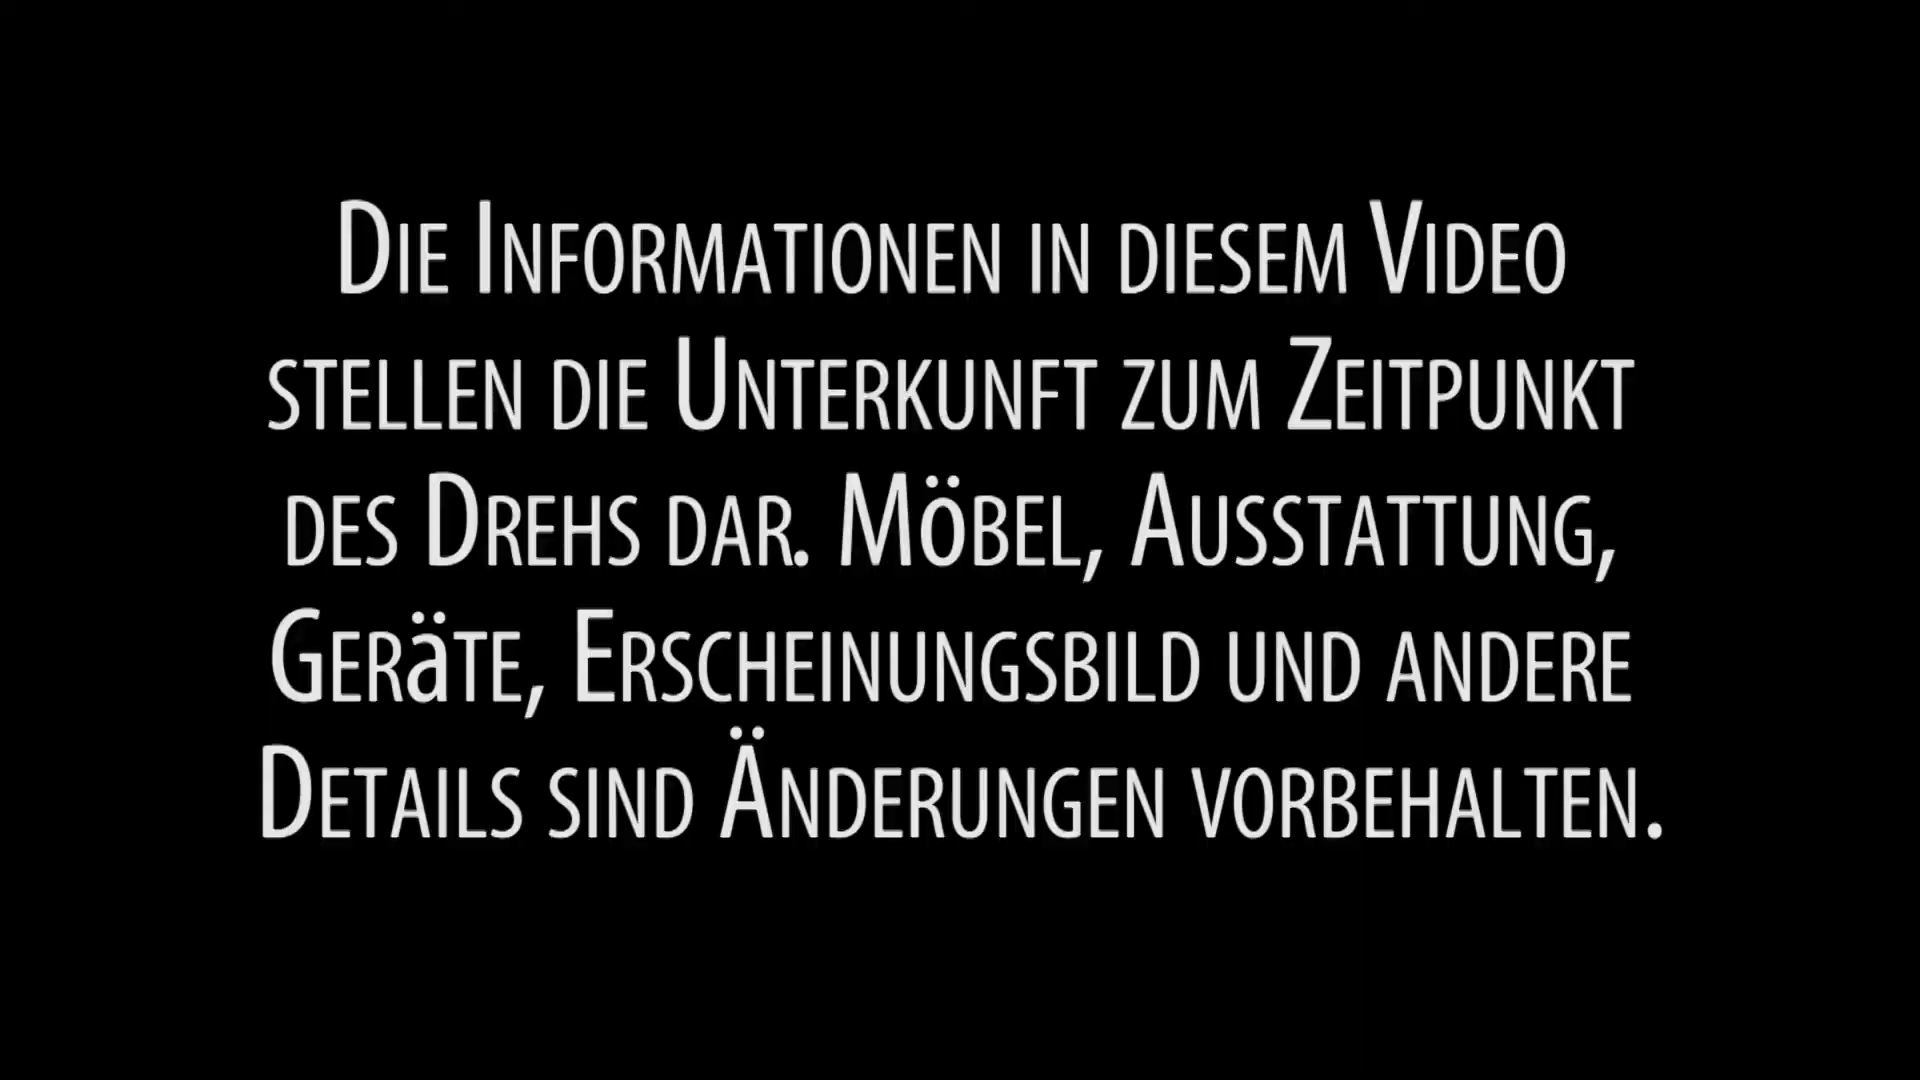 Die Informationen in diesem Video
stellen die Unterkunft zum Zeitpunkt
des Drehs dar. Möbel, Ausstattung,
Geräte, Erscheinungsbild und andere
Details sind Änderungen vorbehalten.